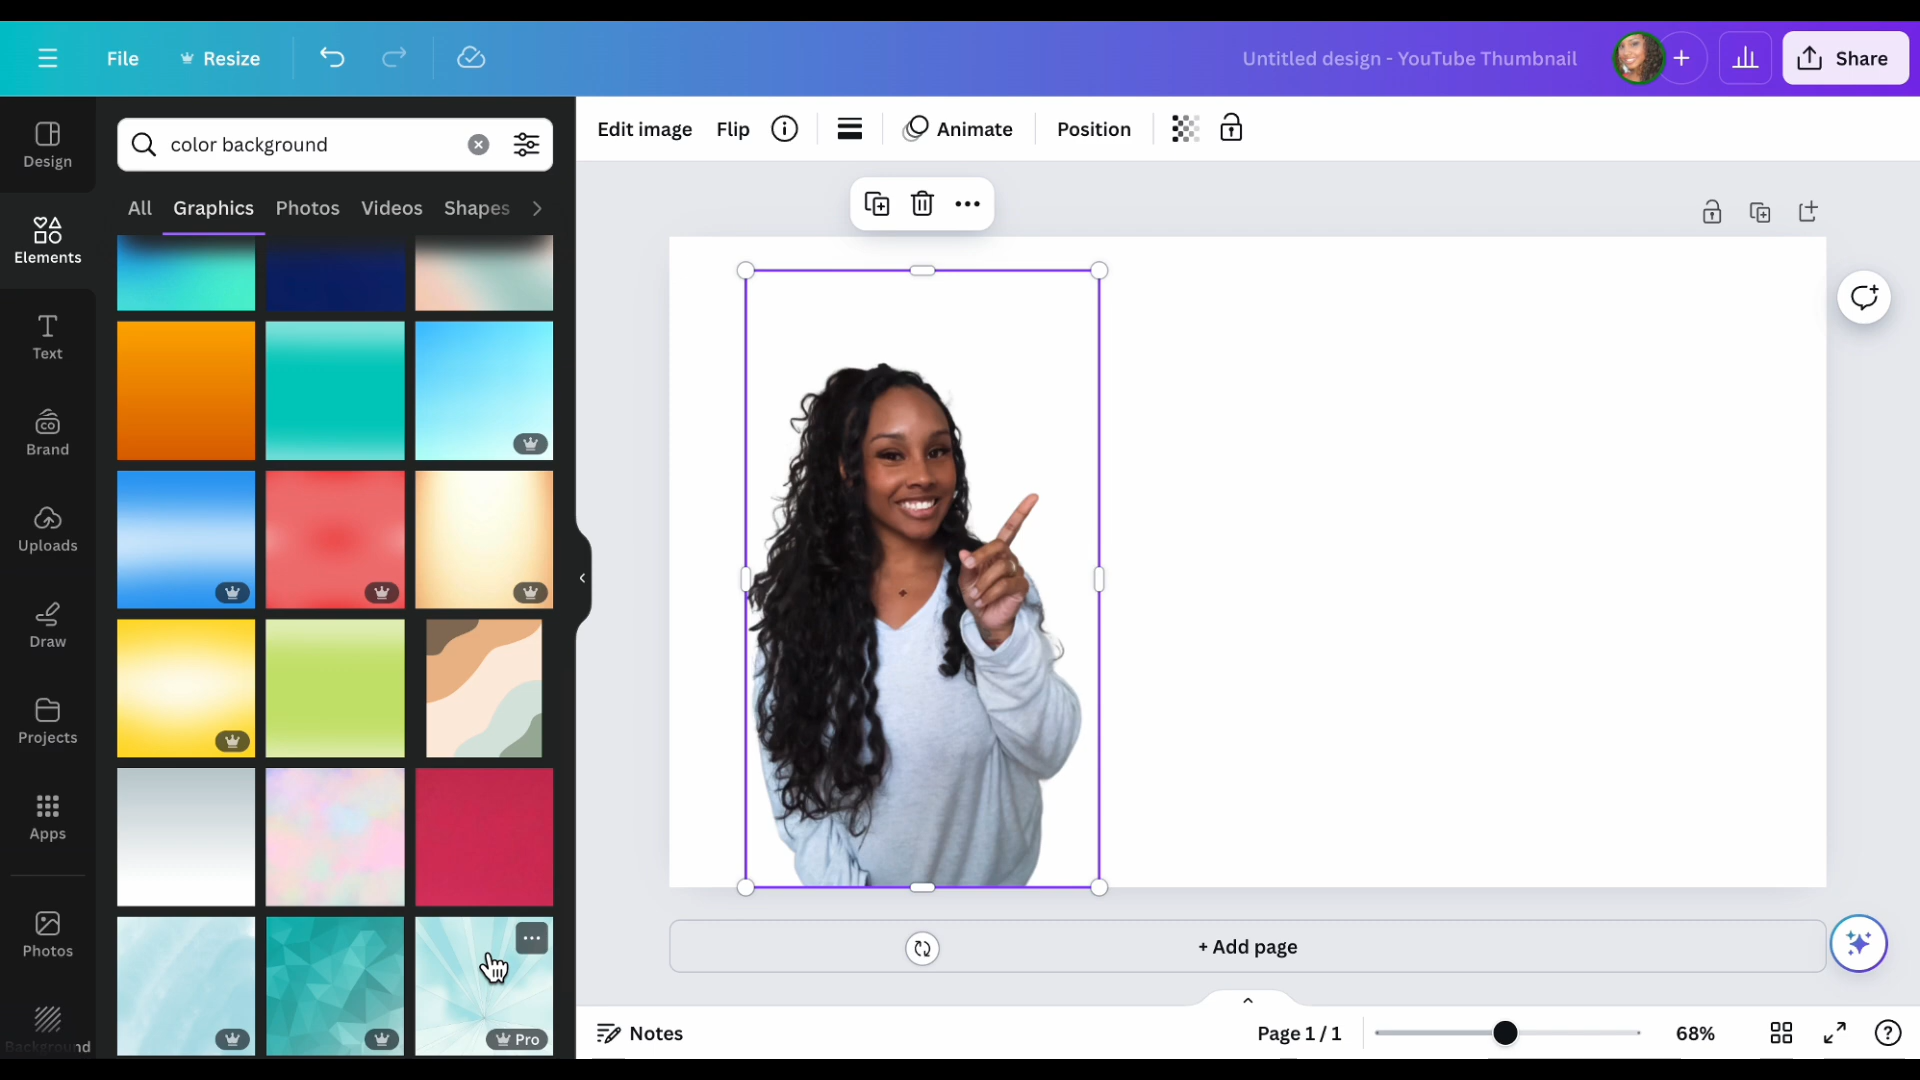 File
Resize
Untitled design - YouTube Thumbnail
Share
Design
Elements
Text
Brand
Uploads
Draw
Projects
Apps
Photos
Background
color background
All
Graphics
Photos
Videos
Shapes
Pro
Edit image
Flip
Animate
Position
+ Add page
Notes
Page 1 / 1
68%